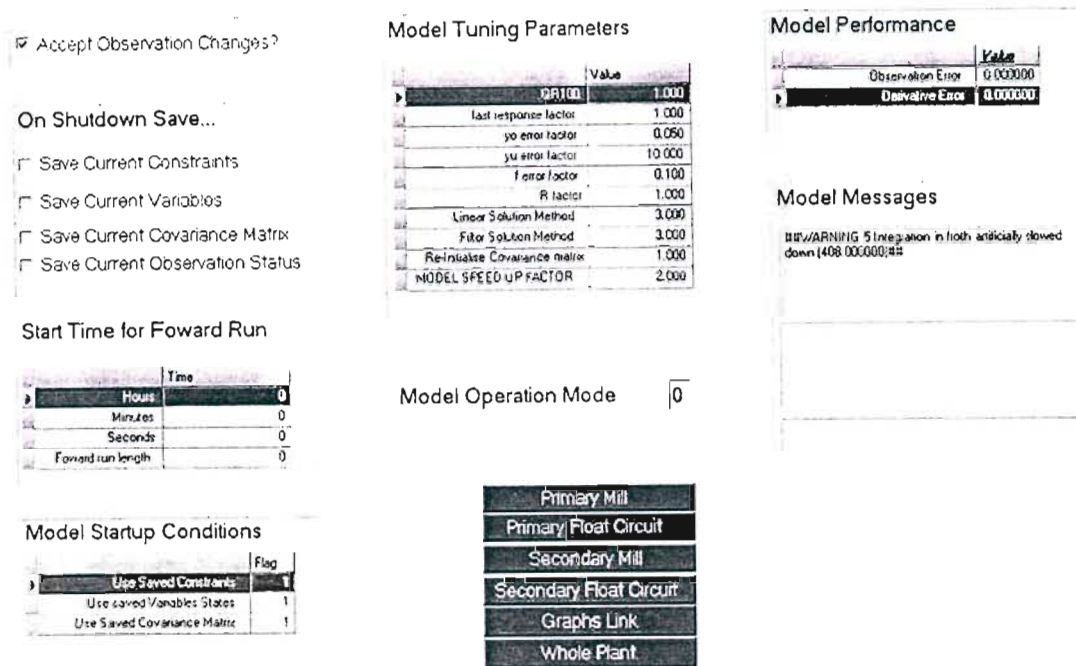 Accept Observation Changes?
On Shutdown Save...
Save Current Constraints
Save Current Variables
Save Current Covariance Matrix
Save Current Observation Status
Start Time for Foward Run
Time
Hours 0
Minutes 0
Seconds 0
Foward run length 0
Model Startup Conditions
Flag
Use Saved Constraints 1
Use saved Variables States 1
Use Saved Covariance Matrix 1
Model Tuning Parameters
Value
QR100 1.000
fast response factor 1.000
yo error factor 0.050
yu error factor 10.000
f error factor 0.100
R factor 1.000
Linear Solution Method 3.000
Filter Solution Method 3.000
Re-Initialise Covariance matrix 1.000
MODEL SPEED UP FACTOR 2.000
Model Operation Mode 0
Primary Mill
Primary Float Circuit
Secondary Mill
Secondary Float Circuit
Graphs Link
Whole Plant
Model Performance
Value
Observation Error 0.000000
Derivative Error 0.000000
Model Messages
##WARNING 5 Integration in froth artificially slowed
down (408.000000)##